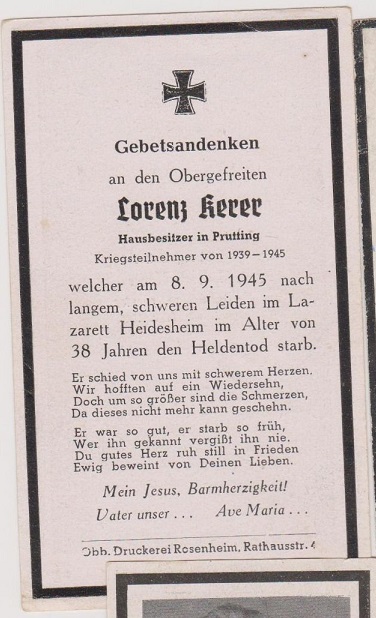 Gebetsandenken
an den Obergefreiten
Lorenz Kerer
Hausbesitzer in Prutting
Kriegsteilnehmer von 1939–1945
welcher am 8. 9. 1945 nach
langem, schweren Leiden im La-
zarett Heidesheim im Alter von
38 Jahren den Heldentod starb.
Er schied von uns mit schwerem Herzen.
Wir hofften auf ein Wiedersehn,
Doch um so größer sind die Schmerzen,
Da dieses nicht mehr kann geschehn.
Er war so gut, er starb so früh,
Wer ihn gekannt vergißt ihn nie.
Du gutes Herz ruh still in Frieden
Ewig beweint von Deinen Lieben.
Mein Jesus, Barmherzigkeit!
Vater unser . . . Ave Maria . . .
Obb. Druckerei Rosenheim, Rathausstr. 4